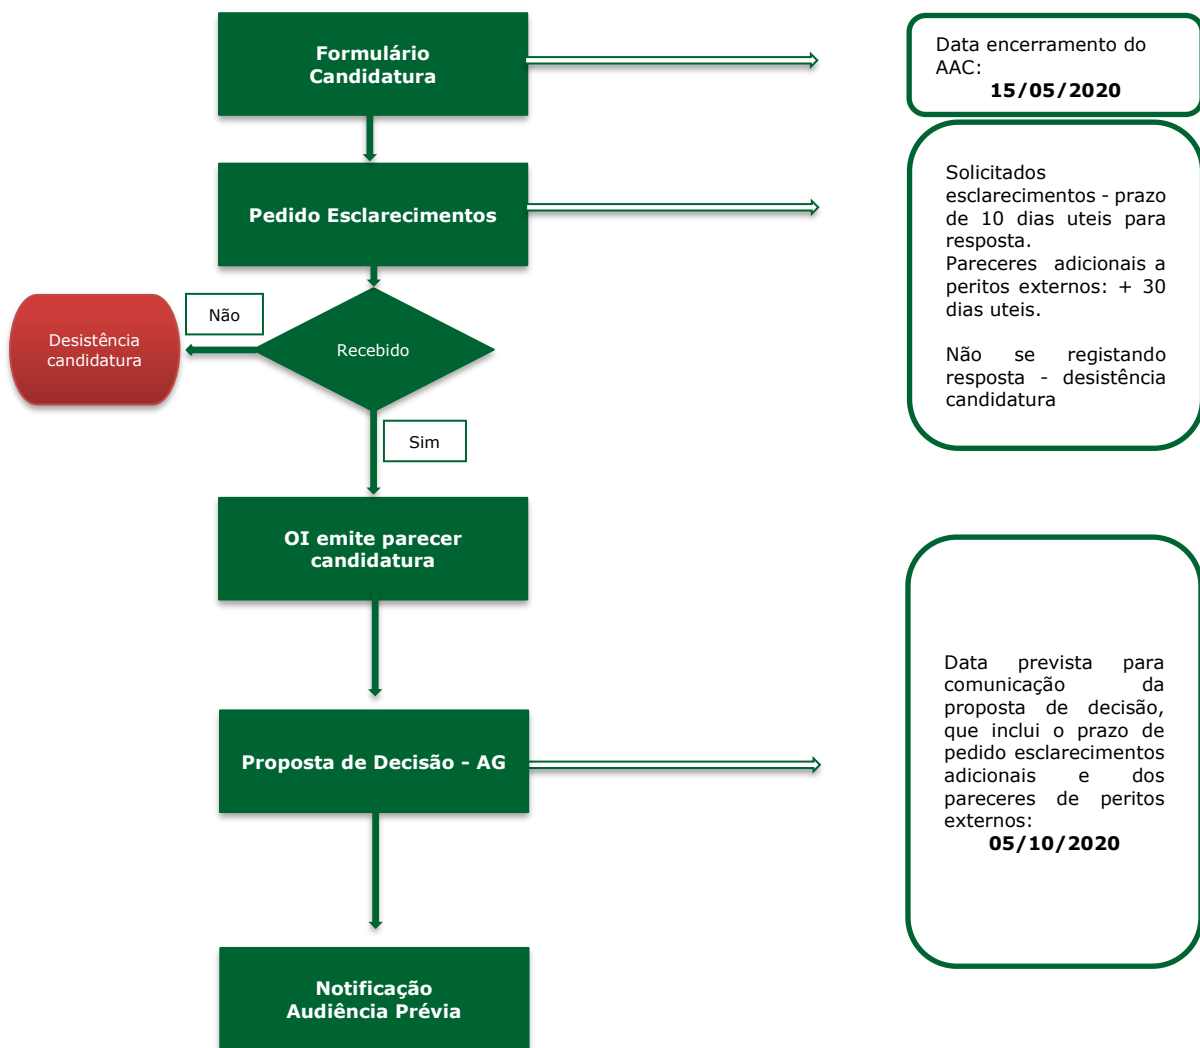 Formulário
Candidatura
Data encerramento do
AAC:
15/05/2020
Pedido Esclarecimentos
Solicitados
esclarecimentos - prazo
de 10 dias uteis para
resposta.
Pareceres adicionais a
peritos externos: + 30
dias uteis.
Não se registando
resposta - desistência
candidatura
Não
Desistência
candidatura
Recebido
Sim
OI emite parecer
candidatura
Proposta de Decisão - AG
Data prevista para
comunicação da
proposta de decisão,
que inclui o prazo de
pedido esclarecimentos
adicionais e dos
pareceres de peritos
externos:
05/10/2020
Notificação
Audiência Prévia